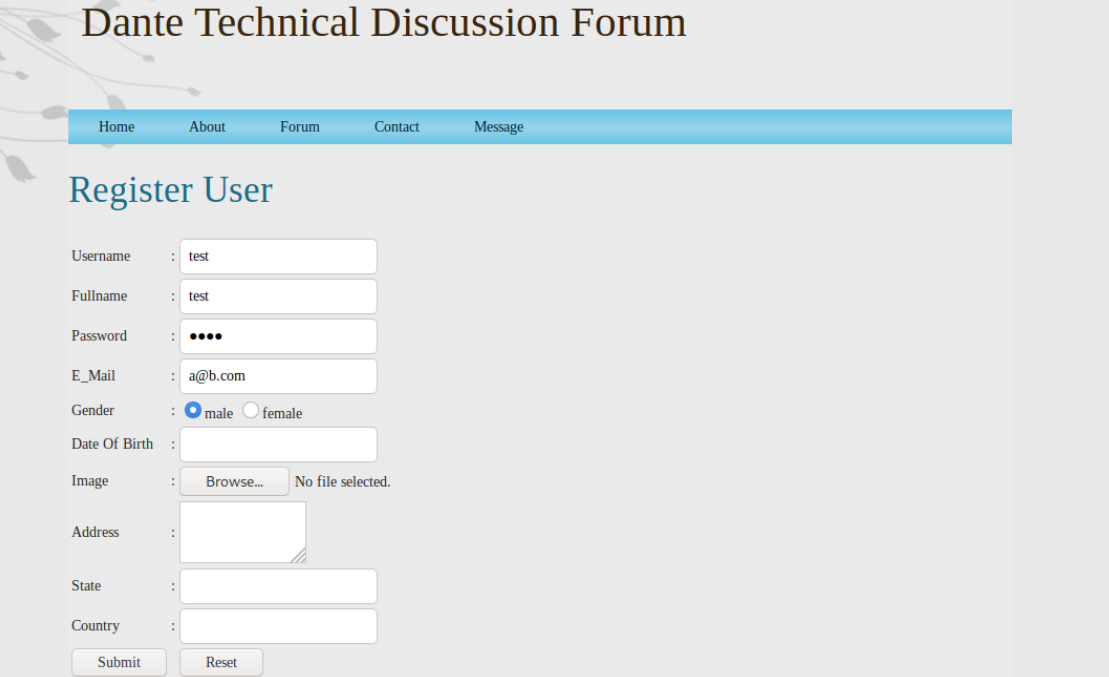 Dante Technical Discussion Forum
Home About Forum Contact Message
Register User
Username : test
Fullname : test
Password : ●●●●
E_Mail : a@b.com
Gender : male female
Date Of Birth :
Image : Browse... No file selected.
Address :
State :
Country :
Submit Reset